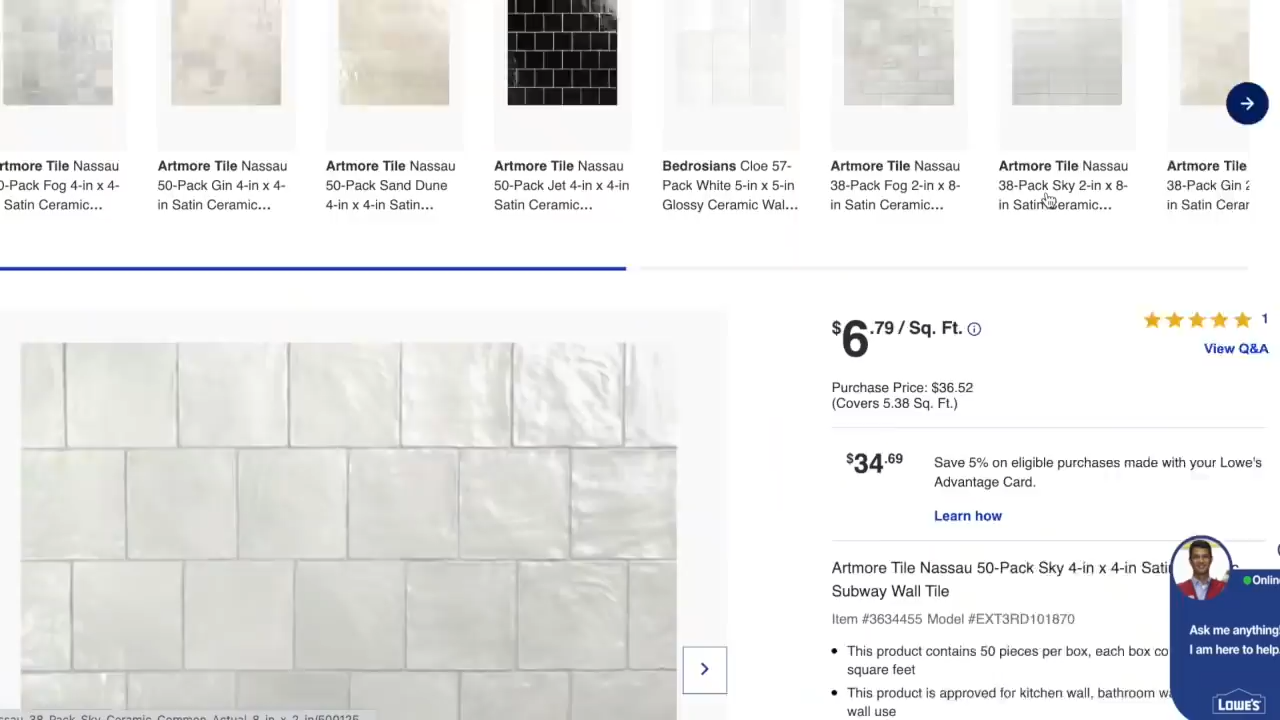 rtmore Tile Nassau
0-Pack Fog 4-in x 4-
Satin Ceramic...
Artmore Tile Nassau
50-Pack Gin 4-in x 4-
in Satin Ceramic...
Artmore Tile Nassau
50-Pack Sand Dune
4-in x 4-in Satin...
Artmore Tile Nassau
50-Pack Jet 4-in x 4-in
Satin Ceramic...
Bedrosians Cloe 57-
Pack White 5-in x 5-in
Glossy Ceramic Wal...
Artmore Tile Nassau
38-Pack Fog 2-in x 8-
in Satin Ceramic...
Artmore Tile Nassau
38-Pack Sky 2-in x 8-
in Satin Ceramic...
Artmore Tile
38-Pack Gin 2
in Satin Cerar
$6.79 / Sq. Ft.
1
View Q&A
Purchase Price: $36.52
(Covers 5.38 Sq. Ft.)
$34.69
Save 5% on eligible purchases made with your Lowe's
Advantage Card.
Learn how
Artmore Tile Nassau 50-Pack Sky 4-in x 4-in Sati
Subway Wall Tile
Item #3634455 Model #EXT3RD101870
• This product contains 50 pieces per box, each box co
square feet
• This product is approved for kitchen wall, bathroom w
wall use
Onlin
Ask me anything!
I am here to help.
LOWE'S